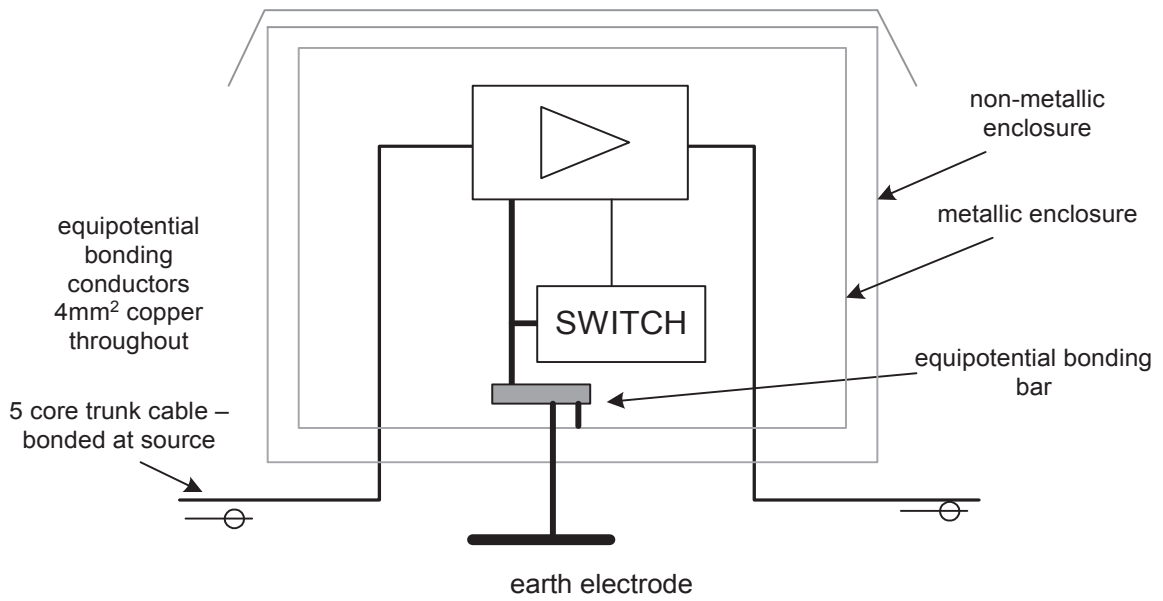 non-metallic
enclosure
metallic enclosure
equipotential
bonding
conductors
4mm² copper
throughout
SWITCH
equipotential bonding
bar
5 core trunk cable –
bonded at source
earth electrode